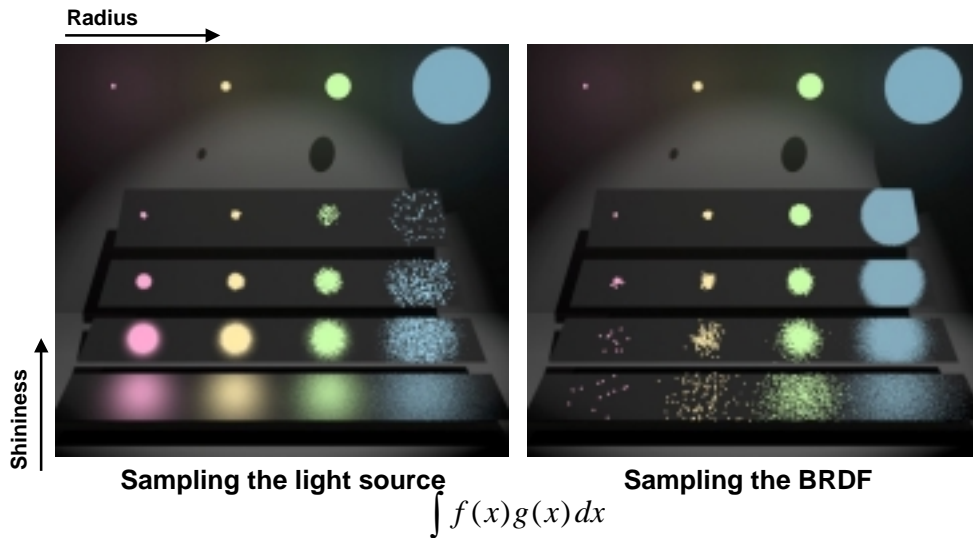 Radius
Shininess
Sampling the light source
Sampling the BRDF
∫ f(x)g(x)dx